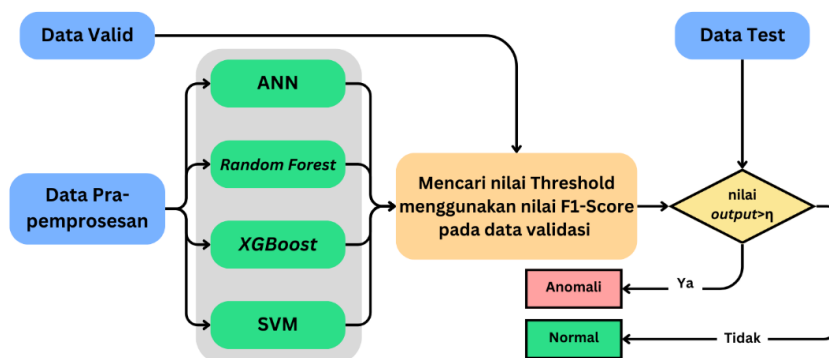 Data Valid
Data Test
ANN
Random Forest
Data Pra-
pemprosesan
XGBoost
SVM
Mencari nilai Threshold
menggunakan nilai F1-Score
pada data validasi
nilai
output>η
Anomali
Ya
Normal
Tidak